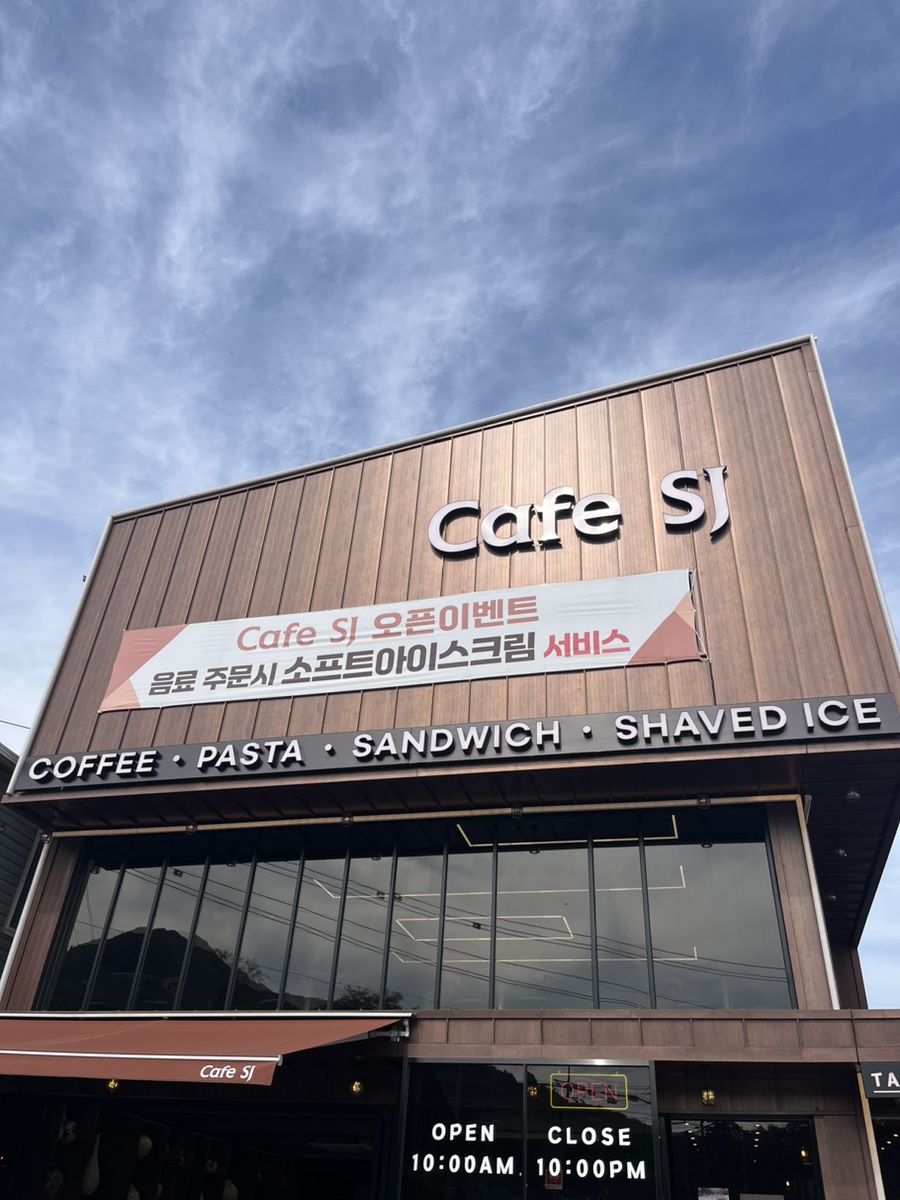 Cafe SJ
Cafe SJ 오픈이벤트
음료 주문시 소프트아이스크림 서비스
COFFEE · PASTA · SANDWICH · SHAVED ICE
Cafe SJ
OPEN
OPEN
10:00AM
CLOSE
10:00PM
TA